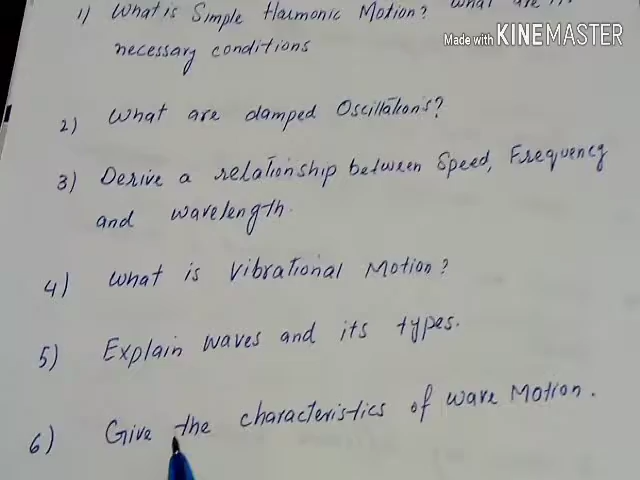 1) What is Simple Harmonic Motion? What are
Made with KINEMASTER
necessary conditions
2) What are damped Oscillations?
3) Derive a relationship between Speed, Frequency
and wavelength.
4) What is Vibrational Motion?
5) Explain waves and its types.
6) Give the characteristics of wave Motion.